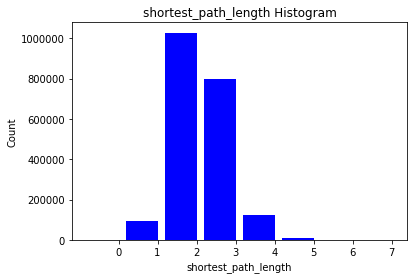 shortest_path_length Histogram
1000000
800000
600000
400000
200000
0
Count
0 1 2 3 4 5 6 7
shortest_path_length